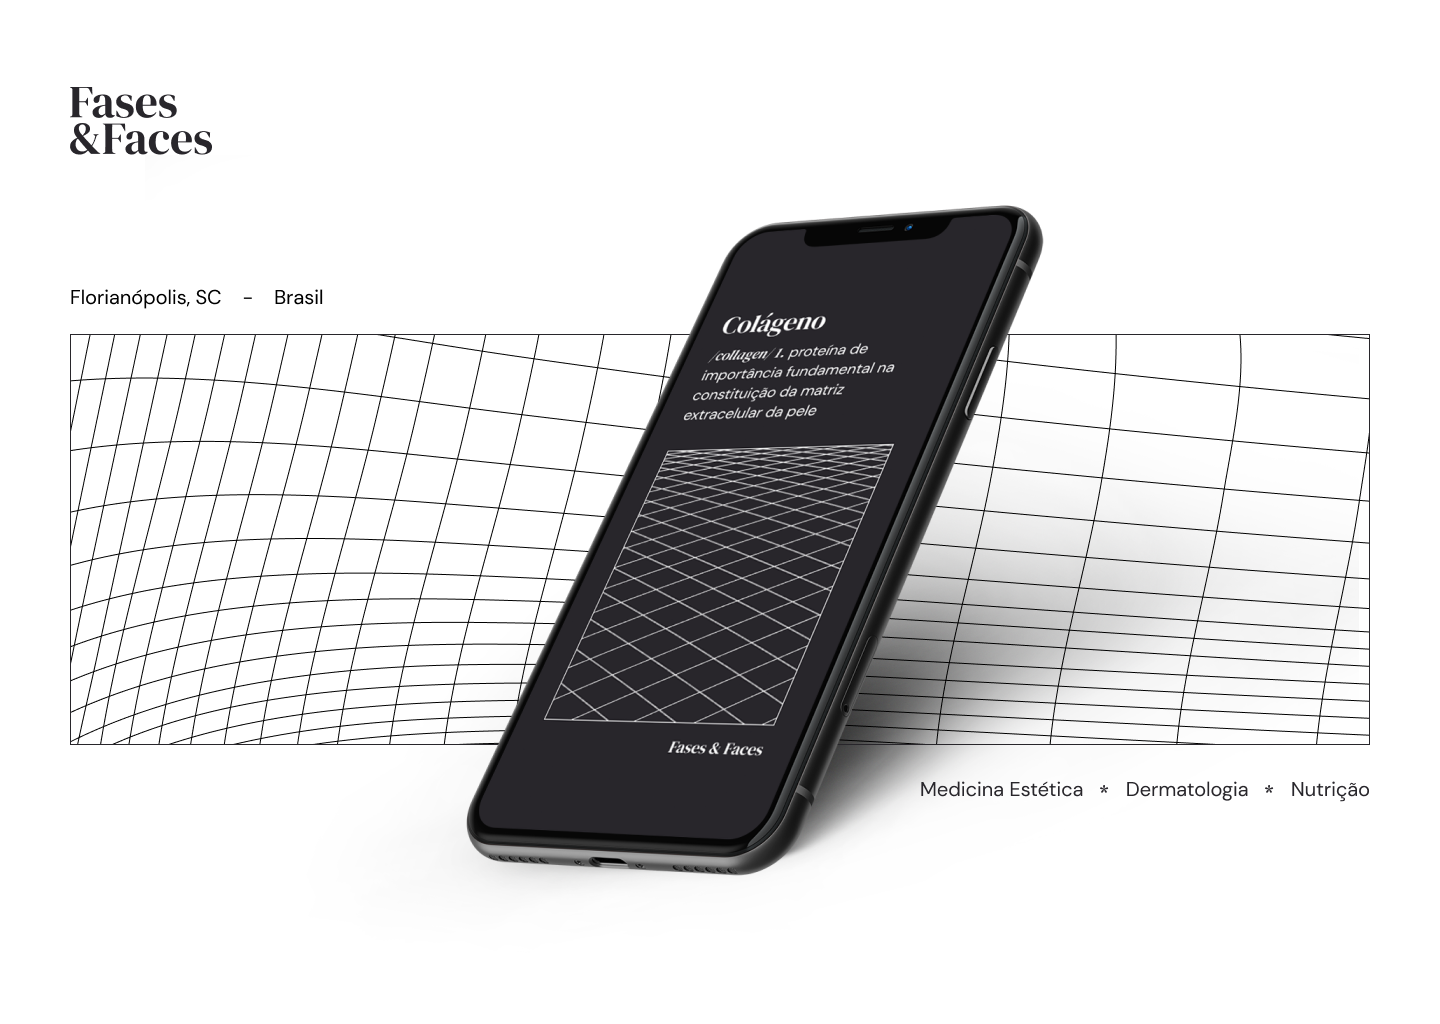 Fases
&Faces
Florianópolis, SC - Brasil
Colágeno
/collagen/ 1. proteína de
importância fundamental na
constituição da matriz
extracelular da pele
Fases & Faces
Medicina Estética * Dermatologia * Nutrição